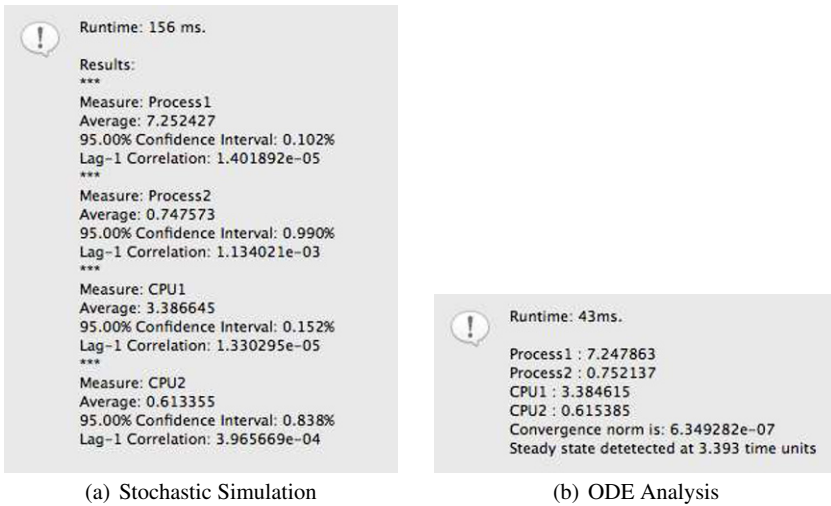 Runtime: 156 ms.
Results:
***
Measure: Process1
Average: 7.252427
95.00% Confidence Interval: 0.102%
Lag-1 Correlation: 1.401892e-05
***
Measure: Process2
Average: 0.747573
95.00% Confidence Interval: 0.990%
Lag-1 Correlation: 1.134021e-03
***
Measure: CPU1
Average: 3.386645
95.00% Confidence Interval: 0.152%
Lag-1 Correlation: 1.330295e-05
***
Measure: CPU2
Average: 0.613355
95.00% Confidence Interval: 0.838%
Lag-1 Correlation: 3.965669e-04
(a) Stochastic Simulation
Runtime: 43ms.
Process1 : 7.247863
Process2 : 0.752137
CPU1 : 3.384615
CPU2 : 0.615385
Convergence norm is: 6.349282e-07
Steady state detetected at 3.393 time units
(b) ODE Analysis